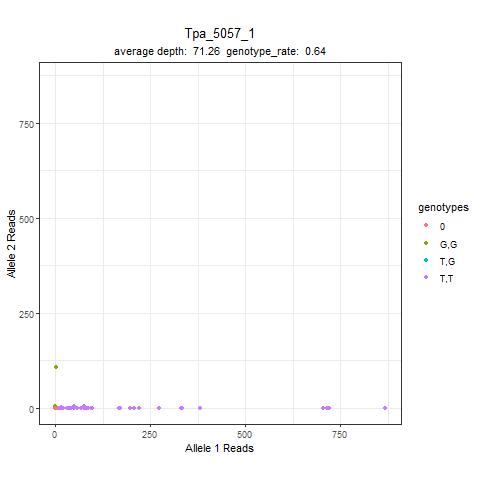 Tpa_5057_1
average depth: 71.26 genotype_rate: 0.64
750
500
250
0
Allele 2 Reads
0 250 500 750
Allele 1 Reads
genotypes
0
G,G
T,G
T,T